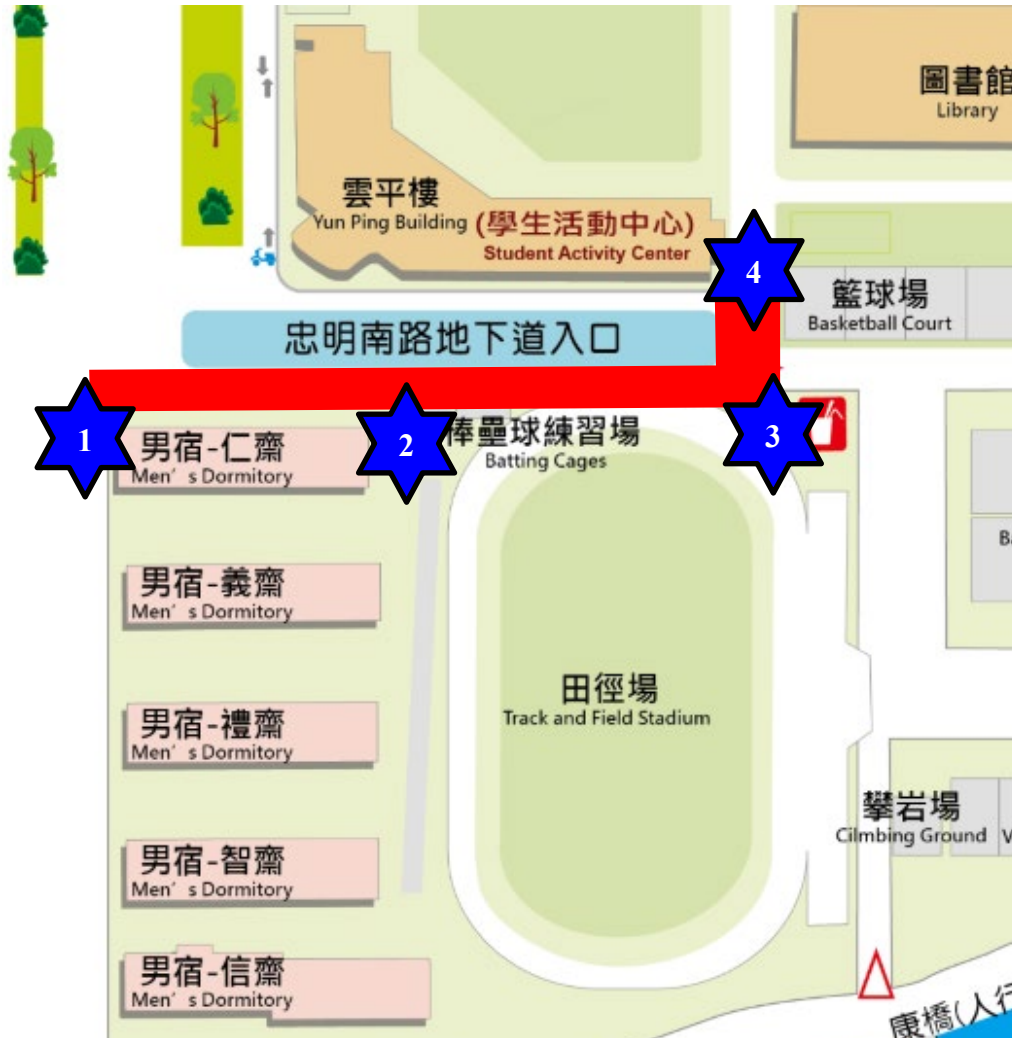 圖書館
Library
雲平樓
Yun Ping Building
(學生活動中心)
Student Activity Center
4
籃球場
Basketball Court
忠明南路地下道入口
1
2
3
男宿-仁齋
Men's Dormitory
棒壘球練習場
Batting Cages
男宿-義齋
Men's Dormitory
田徑場
Track and Field Stadium
男宿-禮齋
Men's Dormitory
攀岩場
Cilmbing Ground
男宿-智齋
Men's Dormitory
男宿-信齋
Men's Dormitory
康橋(人行